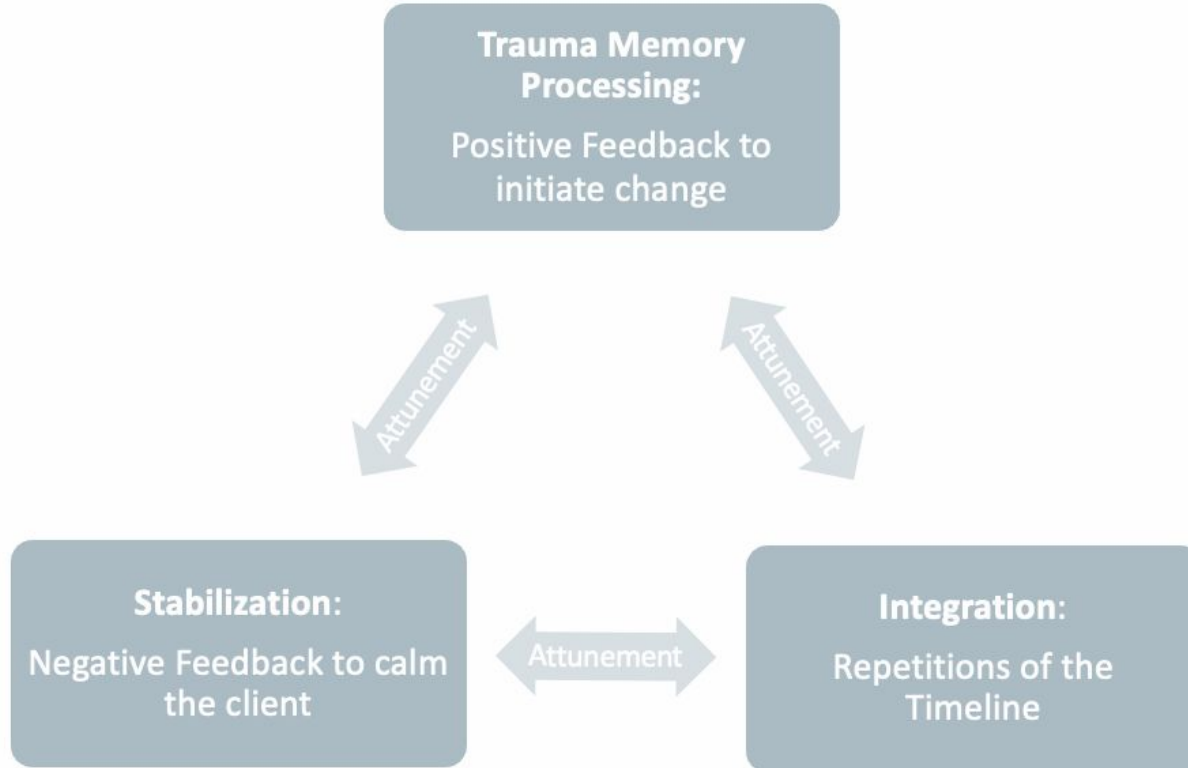 Trauma Memory
Processing:
Positive Feedback to
initiate change
Attunement
Attunement
Stabilization:
Negative Feedback to calm
the client
Attunement
Integration:
Repetitions of the
Timeline